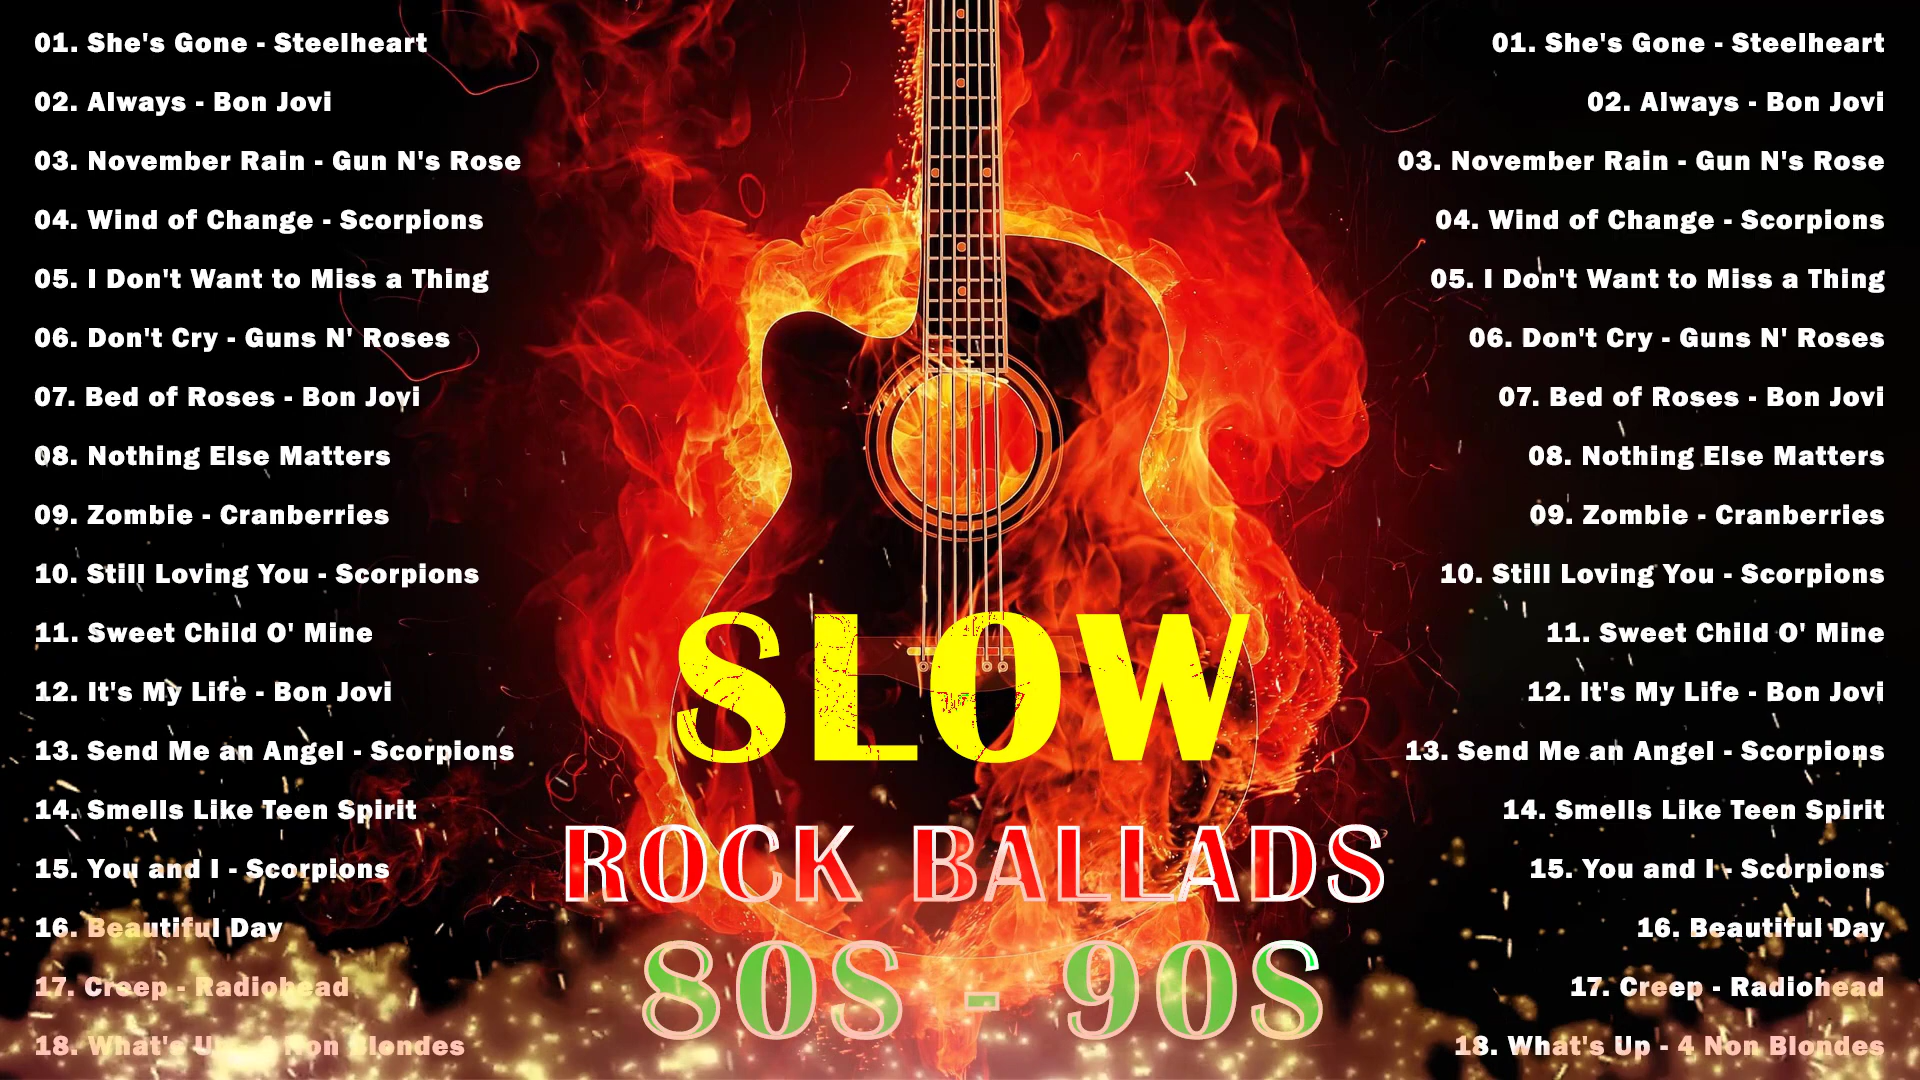 01. She's Gone - Steelheart
02. Always - Bon Jovi
03. November Rain - Gun N's Rose
04. Wind of Change - Scorpions
05. I Don't Want to Miss a Thing
06. Don't Cry - Guns N' Roses
07. Bed of Roses - Bon Jovi
08. Nothing Else Matters
09. Zombie - Cranberries
10. Still Loving You - Scorpions
11. Sweet Child O' Mine
12. It's My Life - Bon Jovi
13. Send Me an Angel - Scorpions
14. Smells Like Teen Spirit
15. You and I - Scorpions
16. Beautiful Day
17. Creep - Radiohead
18. What's Up - 4 Non Blondes
SLOW
ROCK BALLADS
80S - 90S
01. She's Gone - Steelheart
02. Always - Bon Jovi
03. November Rain - Gun N's Rose
04. Wind of Change - Scorpions
05. I Don't Want to Miss a Thing
06. Don't Cry - Guns N' Roses
07. Bed of Roses - Bon Jovi
08. Nothing Else Matters
09. Zombie - Cranberries
10. Still Loving You - Scorpions
11. Sweet Child O' Mine
12. It's My Life - Bon Jovi
13. Send Me an Angel - Scorpions
14. Smells Like Teen Spirit
15. You and I - Scorpions
16. Beautiful Day
17. Creep - Radiohead
18. What's Up - 4 Non Blondes